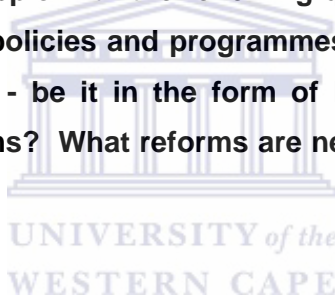 policies and programmes
- be it in the form of
ns? What reforms are ne
UNIVERSITY of the
WESTERN CAPE